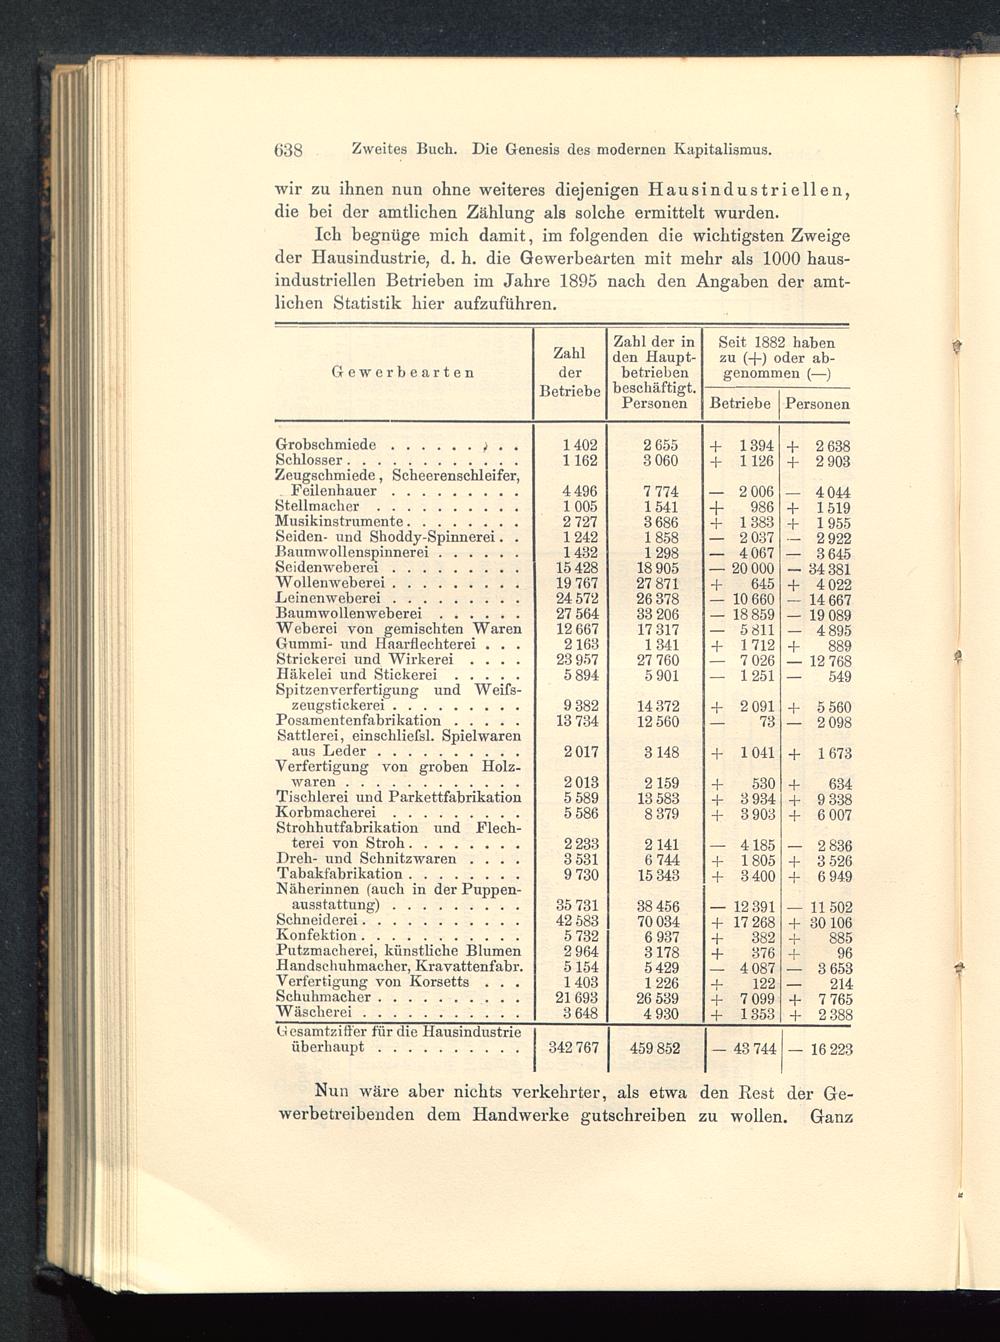 638 Zweites Buch. Die Genesis des modernen Kapitalismus.
wir zu ihnen nun ohne weiteres diejenigen Hausindustriellen,
die bei der amtlichen Zählung als solche ermittelt wurden.
Ich begnüge mich damit, im folgenden die wichtigsten Zweige
der Hausindustrie, d. h. die Gewerbearten mit mehr als 1000 haus-
industriellen Betrieben im Jahre 1895 nach den Angaben der amt-
lichen Statistik hier aufzuführen.
Gewerbearten
Zahl
der
Betriebe
Zahl der in
den Haupt-
betrieben
beschäftigt.
Personen
Seit 1882 haben
zu (+) oder ab-
genommen (—)
Betriebe Personen
Grobschmiede . . . . . . . . . 1 402 2 655 + 1 394 + 2 638
Schlosser . . . . . . . . . . . . 1 162 3 060 + 1 126 + 2 903
Zeugschmiede, Scheerenschleifer,
Feilenhauer . . . . . . . . . 4 496 7 774 — 2 006 — 4 044
Stellmacher . . . . . . . . . . 1 005 1 541 + 986 + 1 519
Musikinstrumente . . . . . . . . 2 727 3 686 + 1 383 + 1 955
Seiden- und Shoddy-Spinnerei . . 1 242 1 858 — 2 037 — 2 922
Baumwollenspinnerei . . . . . . 1 432 1 298 — 4 067 — 3 645
Seidenweberei . . . . . . . . . 15 428 18 905 — 20 000 — 34 381
Wollenweberei . . . . . . . . . 19 767 27 871 + 645 + 4 022
Leinenweberei . . . . . . . . . 24 572 26 378 — 10 660 — 14 667
Baumwollenweberei . . . . . . 27 564 33 206 — 18 859 — 19 089
Weberei von gemischten Waren 12 667 17 317 — 5 811 — 4 895
Gummi- und Haarflechterei . . . 2 163 1 341 + 1 712 + 889
Strickerei und Wirkerei . . . . 23 957 27 760 — 7 026 — 12 768
Häkelei und Stickerei . . . . . 5 894 5 901 — 1 251 — 549
Spitzenverfertigung und Weifs-
zeugstickerei . . . . . . . . . 9 382 14 372 + 2 091 + 5 560
Posamentenfabrikation . . . . . 13 734 12 560 — 73 — 2 098
Sattlerei, einschliefsl. Spielwaren
aus Leder . . . . . . . . . . 2 017 3 148 + 1 041 + 1 673
Verfertigung von groben Holz-
waren . . . . . . . . . . . . 2 013 2 159 + 530 + 634
Tischlerei und Parkettfabrikation 5 589 13 583 + 3 934 + 9 338
Korbmacherei . . . . . . . . . 5 586 8 379 + 3 903 + 6 007
Strohhutfabrikation und Flech-
terei von Stroh . . . . . . . . 2 233 2 141 — 4 185 — 2 836
Dreh- und Schnitzwaren . . . . 3 531 6 744 + 1 805 + 3 526
Tabakfabrikation . . . . . . . . 9 730 15 343 + 3 400 + 6 949
Näherinnen (auch in der Puppen-
ausstattung) . . . . . . . . . 35 731 38 456 — 12 391 — 11 502
Schneiderei . . . . . . . . . . . 42 583 70 034 + 17 268 + 30 106
Konfektion . . . . . . . . . . . 5 732 6 937 + 382 + 885
Putzmacherei, künstliche Blumen 2 964 3 178 + 376 + 96
Handschuhmacher, Kravattenfabr. 5 154 5 429 — 4 087 — 3 653
Verfertigung von Korsetts . . . 1 403 1 226 + 122 — 214
Schuhmacher . . . . . . . . . . 21 693 26 539 + 7 099 + 7 765
Wäscherei . . . . . . . . . . . 3 648 4 930 + 1 353 + 2 388
Gesamtziffer für die Hausindustrie
überhaupt . . . . . . . . . . 342 767 459 852 — 43 744 — 16 223
Nun wäre aber nichts verkehrter, als etwa den Rest der Ge-
werbetreibenden dem Handwerke gutschreiben zu wollen. Ganz